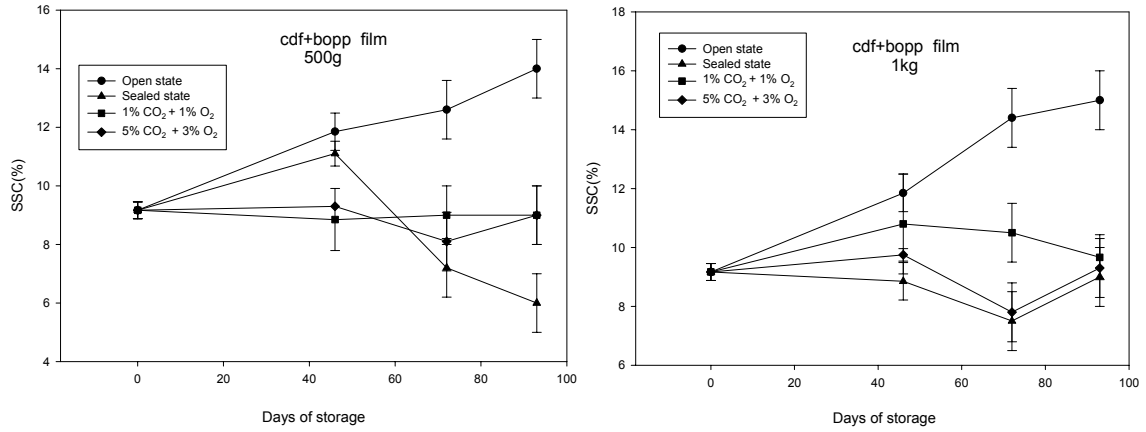 cdf+bopp film
500g
Open state
Sealed state
1% CO₂ + 1% O₂
5% CO₂ + 3% O₂
SSC(%)
16
14
12
10
8
6
4
0
20
40
60
80
100
Days of storage
cdf+bopp film
1kg
Open state
Sealed state
1% CO₂ + 1% O₂
5% CO₂ + 3% O₂
SSC(%)
18
16
14
12
10
8
6
0
20
40
60
80
100
Days of storage